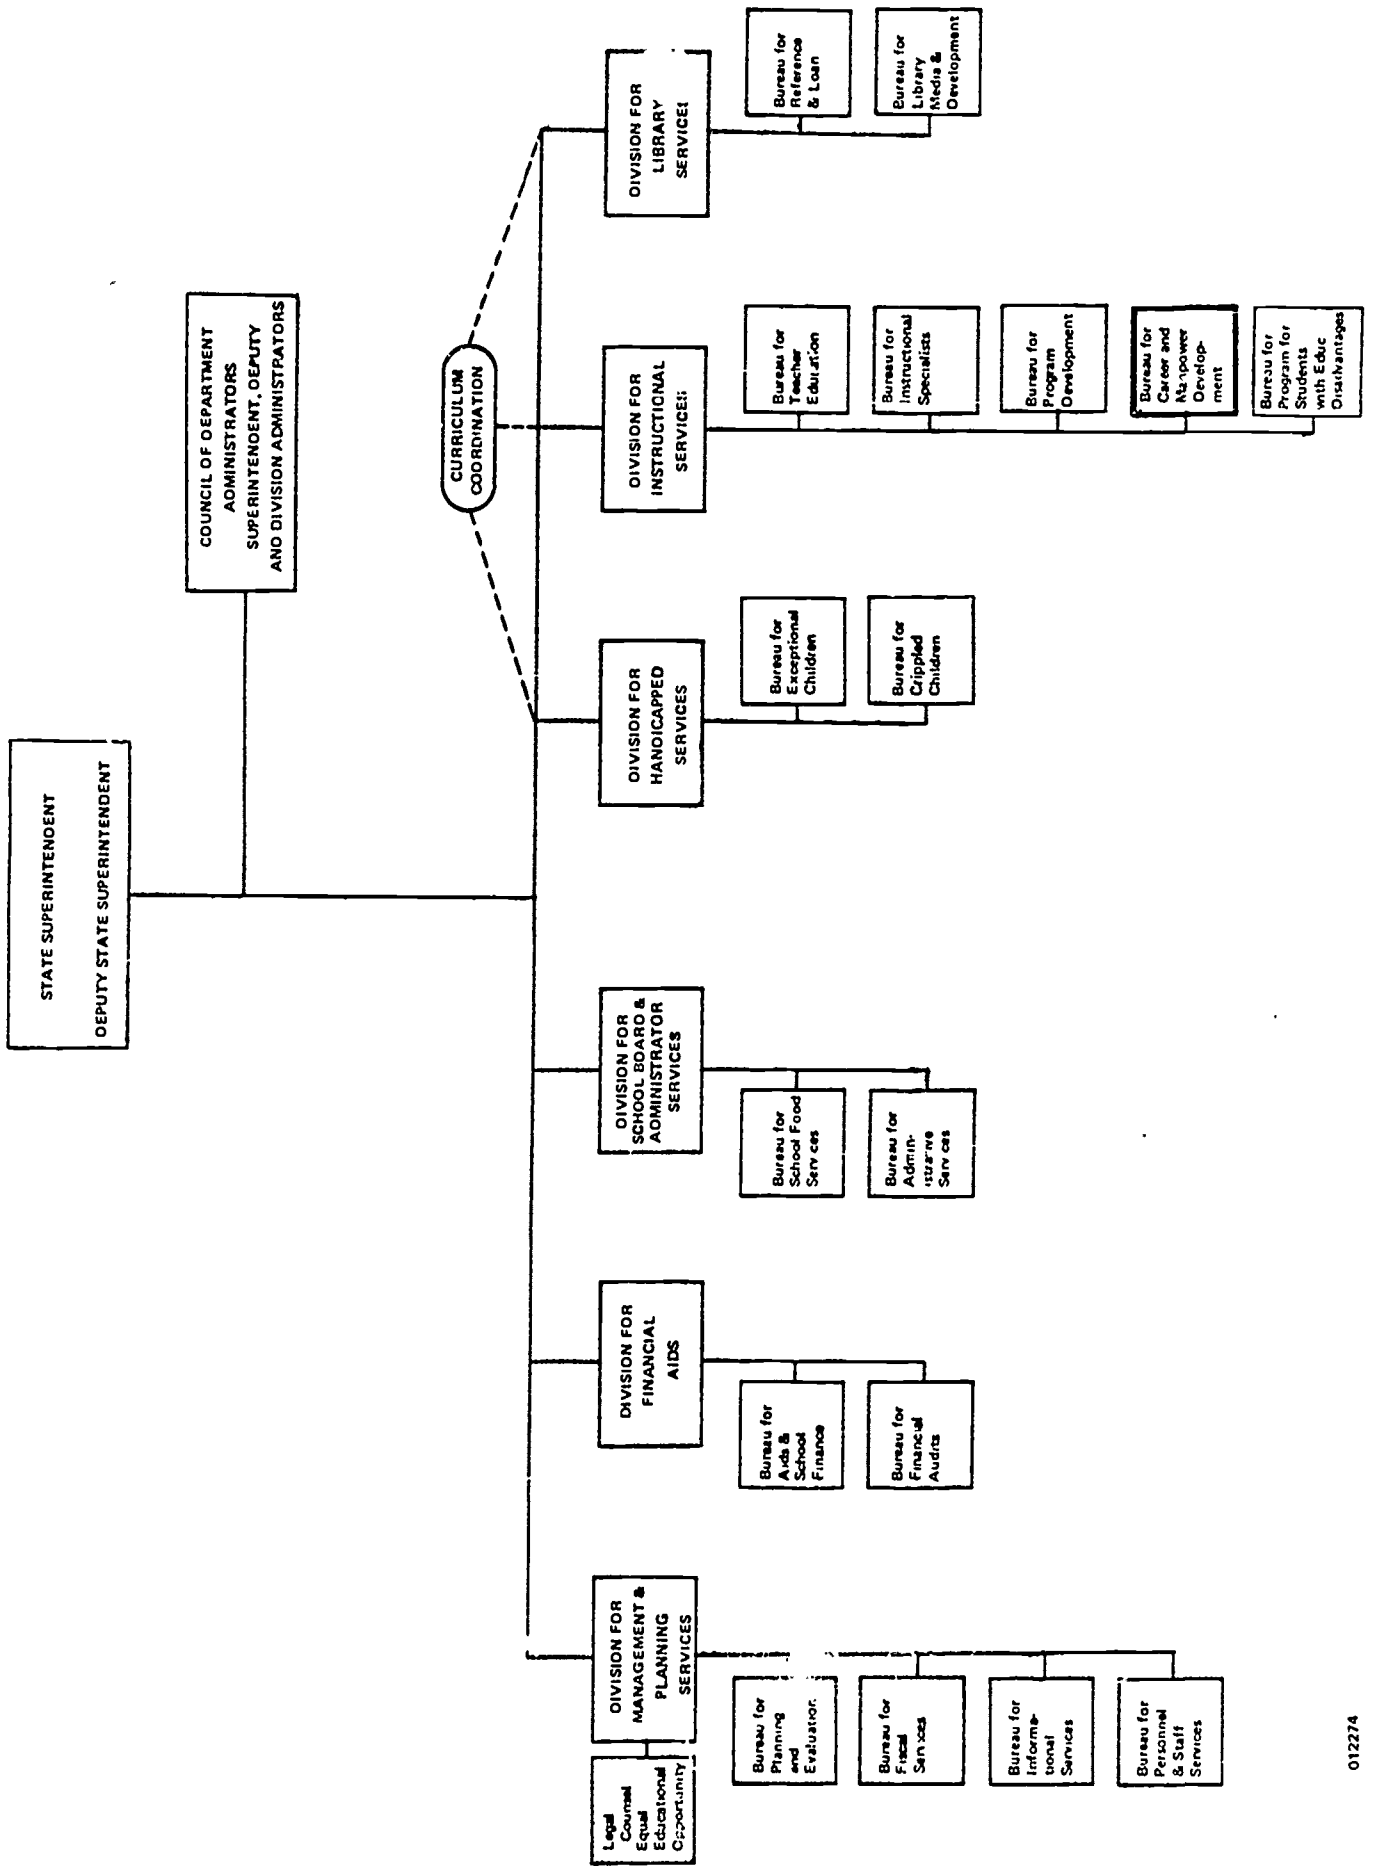 STATE SUPERINTENDENT
DEPUTY STATE SUPERINTENDENT
COUNCIL OF DEPARTMENT
ADMINISTRATORS
SUPERINTENDENT, DEPUTY
AND DIVISION ADMINISTRATORS
CURRICULUM
COORDINATION
DIVISION FOR
MANAGEMENT &
PLANNING
SERVICES
Legal
Counsel
Equal
Educational
Opportunity
Bureau for
Planning
and
Evaluation
Bureau for
Fiscal
Services
Bureau for
Informa-
tional
Services
Bureau for
Personnel
& Staff
Services
DIVISION FOR
FINANCIAL
AIDS
Bureau for
Aids &
School
Finance
Bureau for
Financial
Audits
DIVISION FOR
SCHOOL BOARD &
ADMINISTRATOR
SERVICES
Bureau for
School Food
Services
Bureau for
Admin-
istrative
Services
DIVISION FOR
HANDICAPPED
SERVICES
Bureau for
Exceptional
Children
Bureau for
Crippled
Children
DIVISION FOR
INSTRUCTIONAL
SERVICES
Bureau for
Teacher
Education
Bureau for
Instructional
Specialists
Bureau for
Program
Development
Bureau for
Career and
Manpower
Develop-
ment
Bureau for
Program for
Students
with Educ
Disadvantages
DIVISION FOR
LIBRARY
SERVICES
Bureau for
Reference
& Loan
Bureau for
Library
Media &
Development
012274